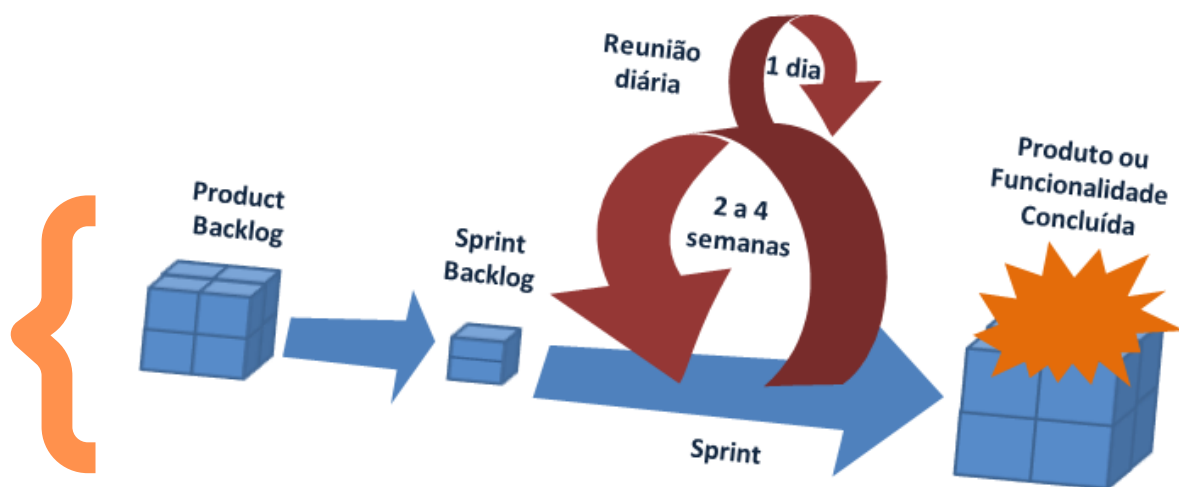 Product
Backlog
Sprint
Backlog
Reunião
diária
1 dia
2 a 4
semanas
Sprint
Produto ou
Funcionalidade
Concluída